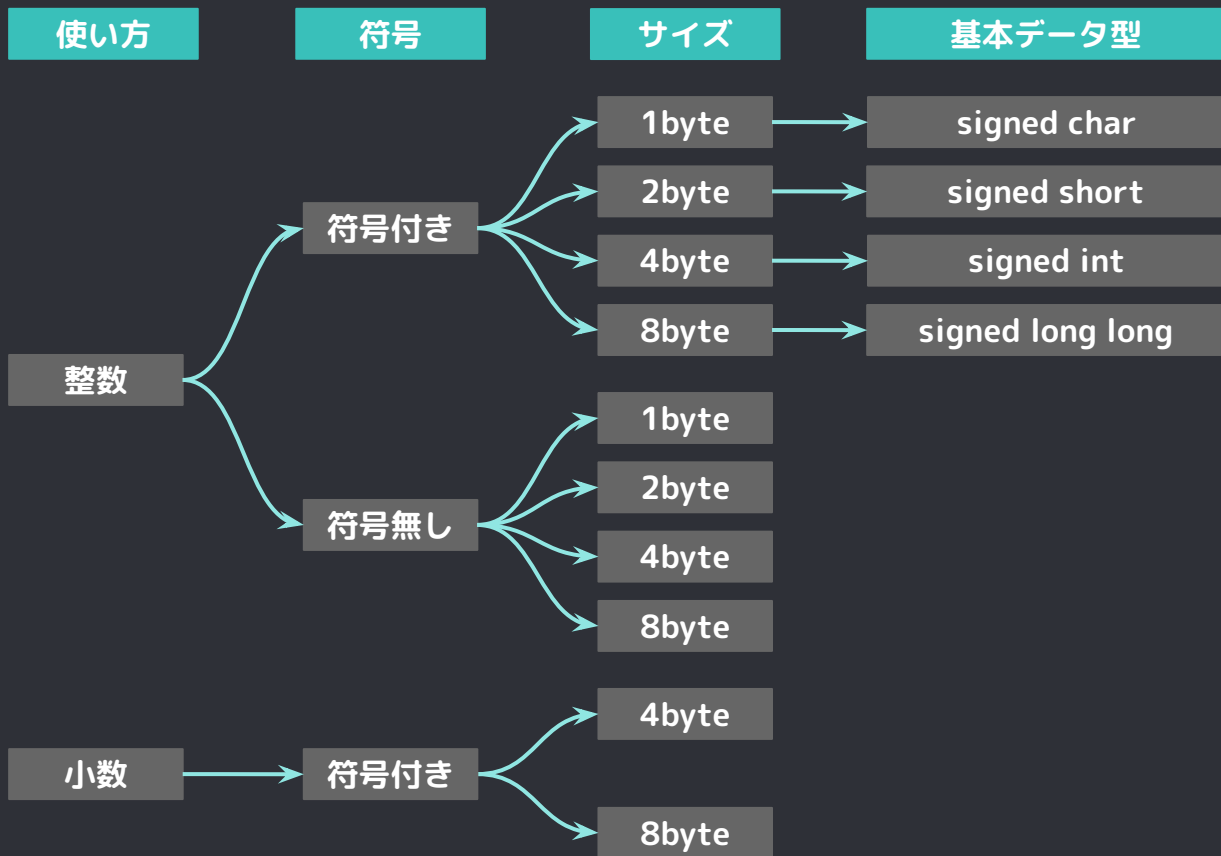 使い方
符号
サイズ
基本データ型
1byte
signed char
2byte
signed short
符号付き
4byte
signed int
8byte
signed long long
整数
1byte
2byte
符号無し
4byte
8byte
4byte
小数
符号付き
8byte